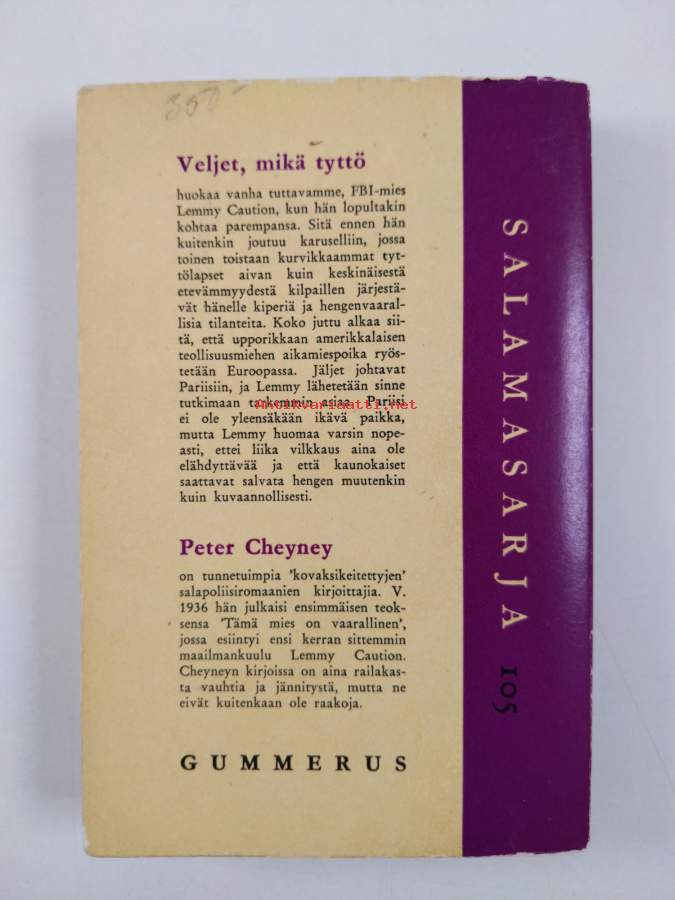 350
Veljet, mikä tyttö
huokaa vanha tuttavamme, FBI-mies
Lemmy Caution, kun hän lopultakin
kohtaa parempansa. Sitä ennen hän
kuitenkin joutuu karuselliin, jossa
toinen toistaan kurvikkaammat tyt-
tölapset aivan kuin keskinäisestä
etevämmyydestä kilpaillen järjestä-
vät hänelle kiperiä ja hengenvaaral-
lisia tilanteita. Koko juttu alkaa sii-
tä, että upporikkaan amerikkalaisen
teollisuusmiehen aikamiespoika ryös-
tetään Euroopassa. Jäljet johtavat
Pariisiin, ja Lemmy lähetetään sinne
tutkimaan tarkemmin asiaa. Pariisi
ei ole yleensäkään ikävä paikka,
mutta Lemmy huomaa varsin nope-
asti, ettei liika vilkkaus aina ole
elähdyttävää ja että kaunokaiset
saattavat salvata hengen muutenkin
kuin kuvaannollisesti.
Antikvariaatti.net
Peter Cheyney
on tunnetuimpia 'kovaksikeitettyjen'
salapoliisiromaanien kirjoittajia. V.
1936 hän julkaisi ensimmäisen teok-
sensa 'Tämä mies on vaarallinen',
jossa esiintyi ensi kerran sittemmin
maailmankuulu Lemmy Caution.
Cheyneyn kirjoissa on aina railakas-
ta vauhtia ja jännitystä, mutta ne
eivät kuitenkaan ole raakoja.
GUMMERUS
SALAMASARJA 105